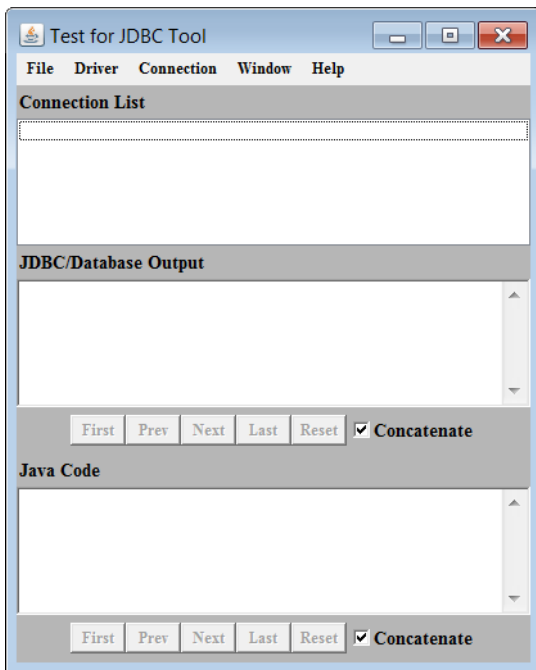 Test for JDBC Tool
File Driver Connection Window Help
Connection List
JDBC/Database Output
First Prev Next Last Reset Concatenate
Java Code
First Prev Next Last Reset Concatenate